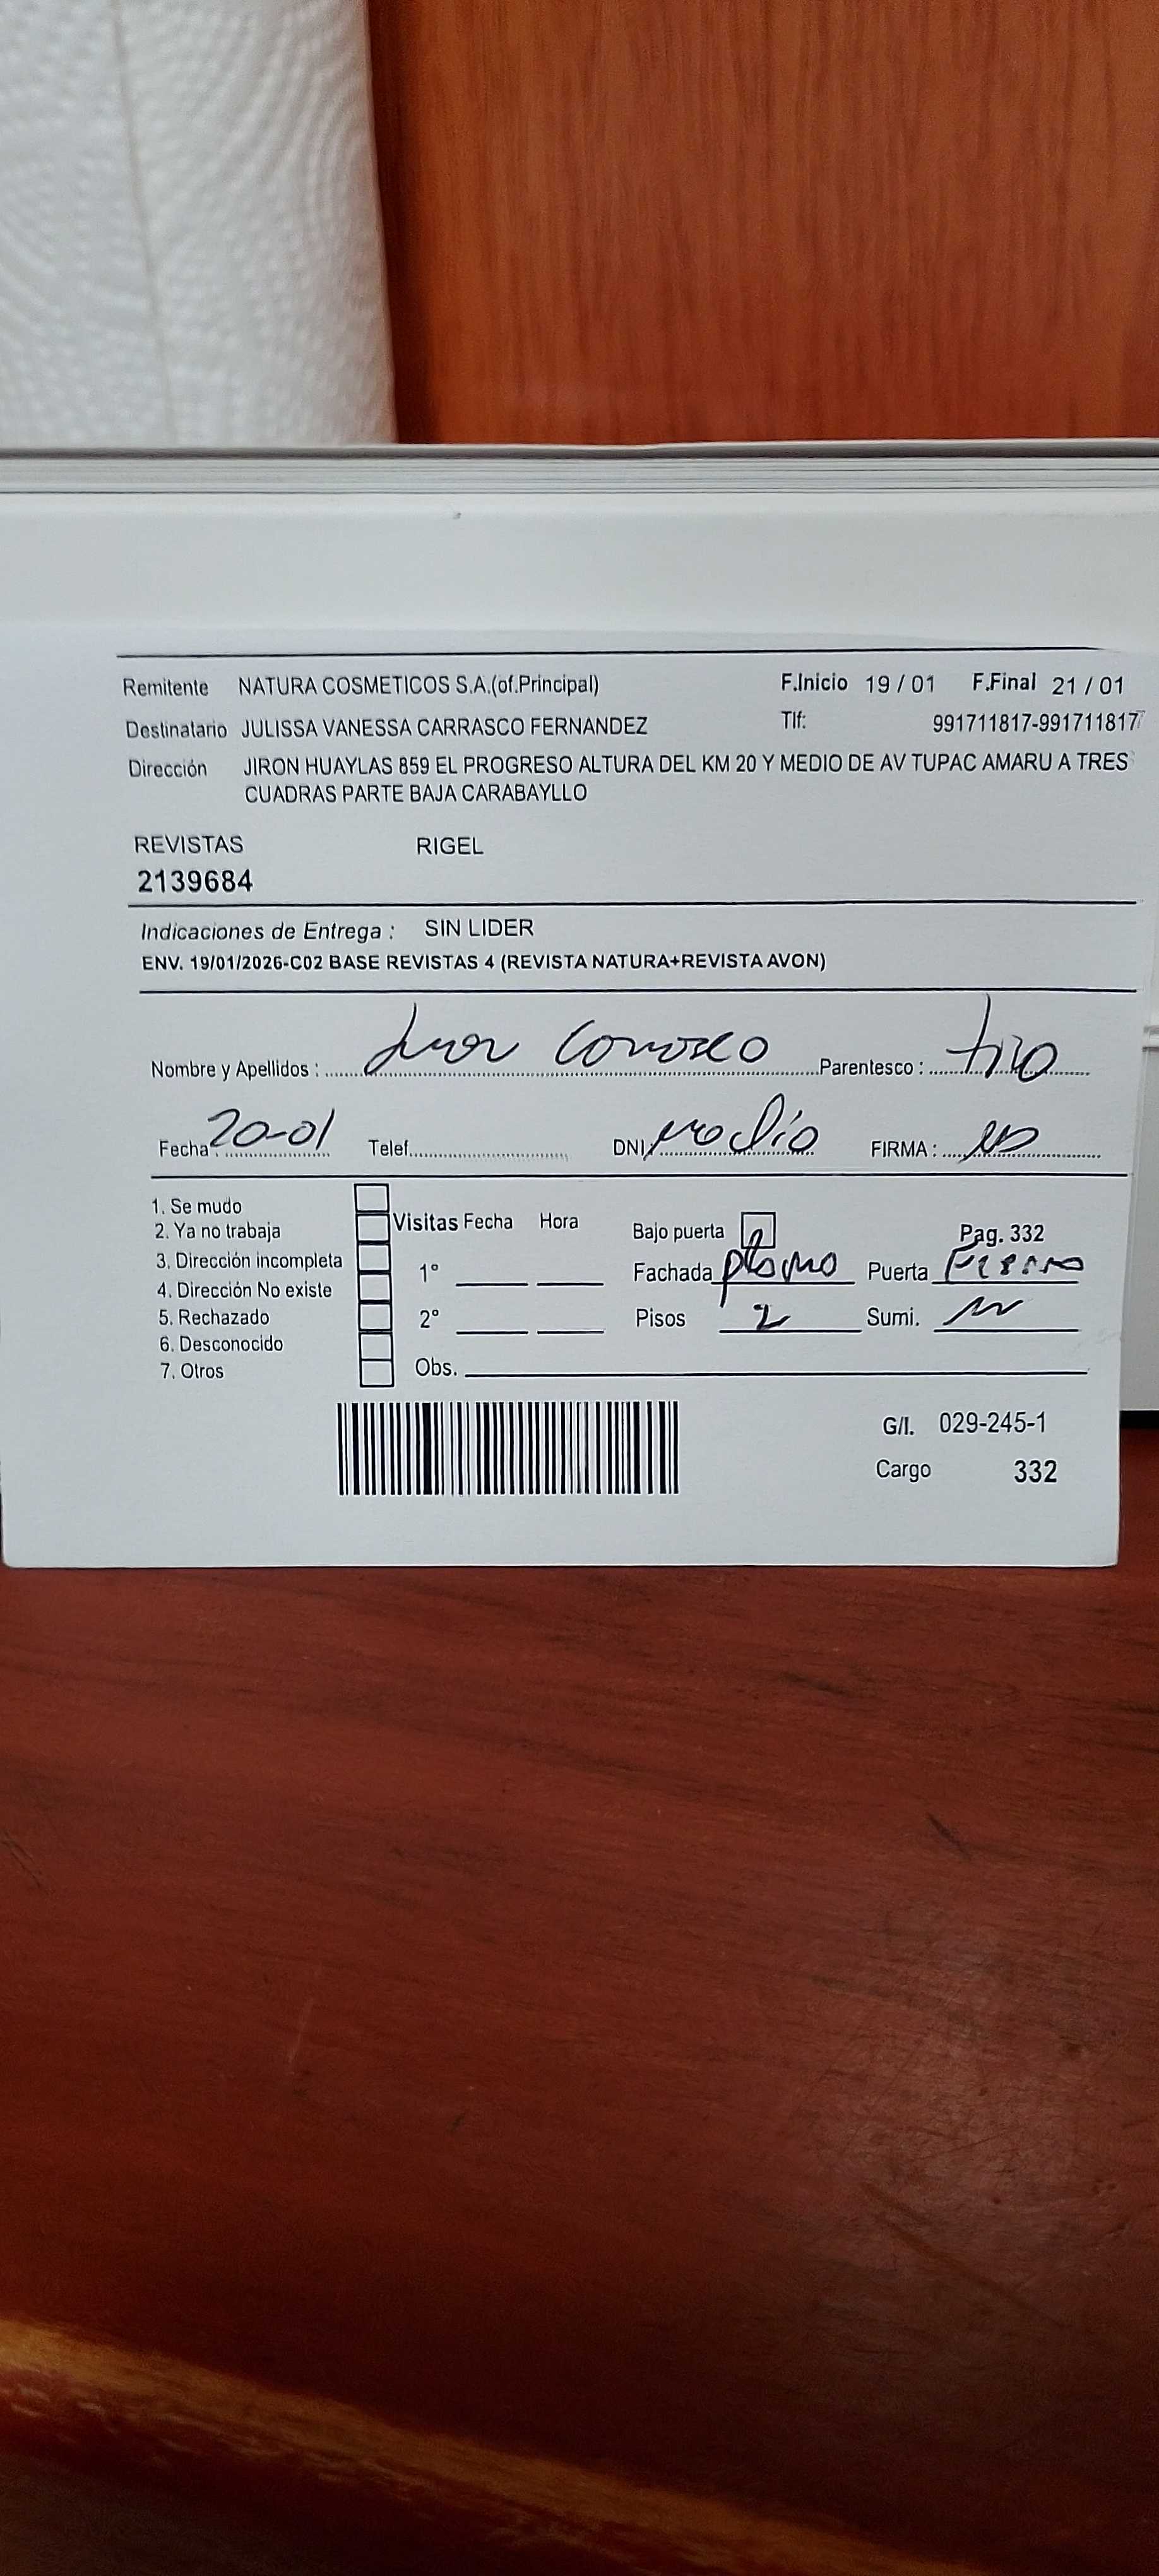 Remitente NATURA COSMETICOS S.A.(of.Principal) F.Inicio 19 / 01 F.Final 21 / 01
Destinatario JULISSA VANESSA CARRASCO FERNANDEZ Tlf: 991711817-991711817
Dirección JIRON HUAYLAS 859 EL PROGRESO ALTURA DEL KM 20 Y MEDIO DE AV TUPAC AMARU A TRES
CUADRAS PARTE BAJA CARABAYLLO
REVISTAS RIGEL
2139684
Indicaciones de Entrega : SIN LIDER
ENV. 19/01/2026-C02 BASE REVISTAS 4 (REVISTA NATURA+REVISTA AVON)
Nombre y Apellidos : Parentesco : tio
Fecha 20-01 Telef. DNI: FIRMA :
1. Se mudo
2. Ya no trabaja
3. Dirección incompleta
4. Dirección No existe
5. Rechazado
6. Desconocido
7. Otros
Visitas Fecha Hora
1°
2°
Obs.
Bajo puerta Pag. 332
Fachada plomo Puerta Fierro
Pisos 2 Sumi.
G/I. 029-245-1
Cargo 332